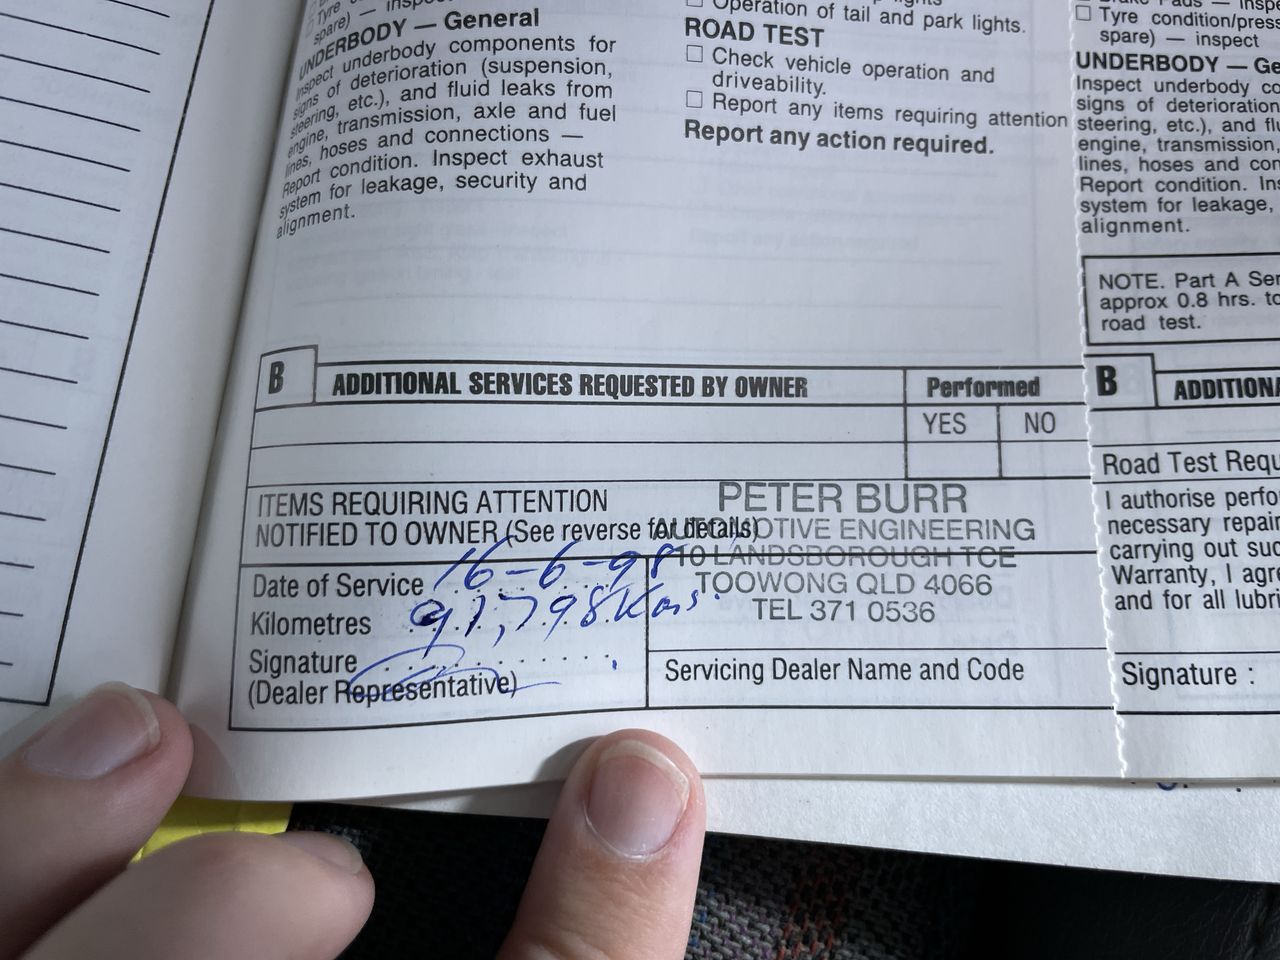 spare) — inspect
UNDERBODY — General
Inspect underbody components for
signs of deterioration (suspension,
steering, etc.), and fluid leaks from
engine, transmission, axle and fuel
lines, hoses and connections —
Report condition. Inspect exhaust
system for leakage, security and
alignment.
Operation of tail and park lights.
ROAD TEST
Check vehicle operation and
driveability.
Report any items requiring attention
Report any action required.
Tyre condition/press
spare) — inspect
UNDERBODY — Ge
Inspect underbody co
signs of deterioration
steering, etc.), and flu
engine, transmission,
lines, hoses and con
Report condition. Ins
system for leakage,
alignment.
NOTE. Part A Ser
approx 0.8 hrs. to
road test.
B ADDITIONAL SERVICES REQUESTED BY OWNER Performed
YES NO
ITEMS REQUIRING ATTENTION
NOTIFIED TO OWNER (See reverse for details)
PETER BURR
AUTOMOTIVE ENGINEERING
10 LANDSBOROUGH TCE
TOOWONG QLD 4066
TEL 371 0536
Date of Service 16-6-98
Kilometres 91,798 Kms.
Signature
(Dealer Representative)
Servicing Dealer Name and Code
B ADDITIONA
Road Test Requ
I authorise perfo
necessary repair
carrying out suc
Warranty, I agre
and for all lubri
Signature :